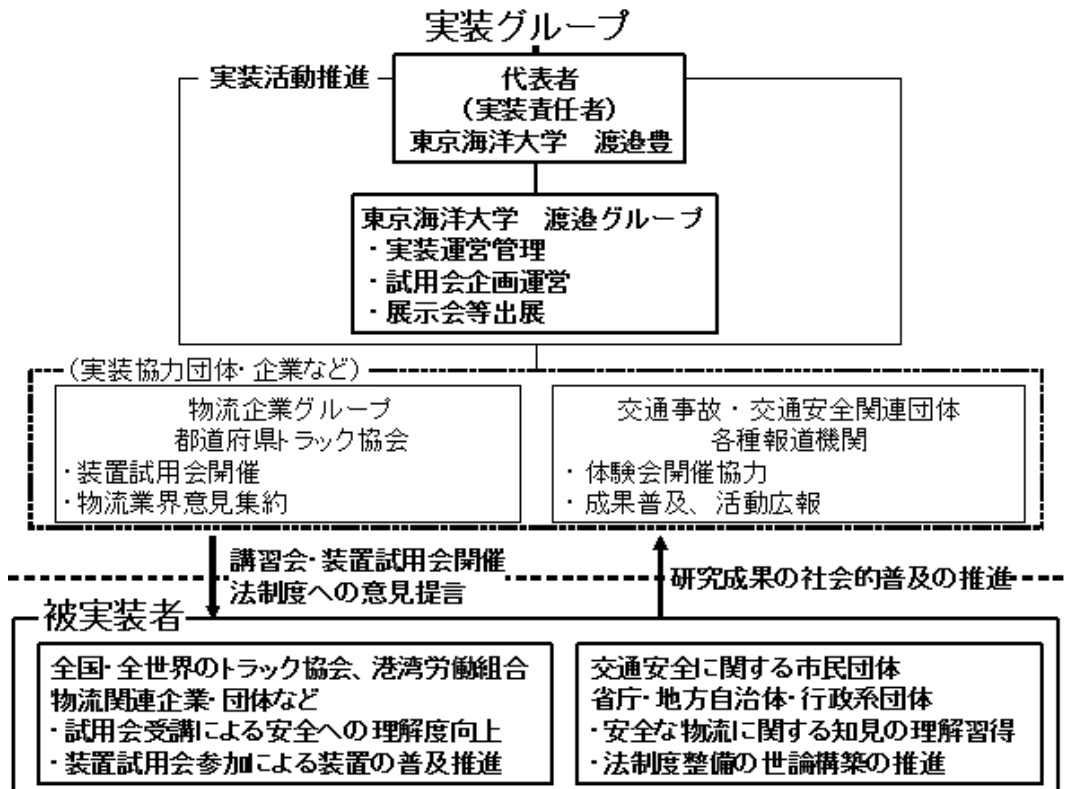 実装グループ
実装活動推進
代表者
(実装責任者)
東京海洋大学 渡邉豊
東京海洋大学 渡邉グループ
・実装運営管理
・試用会企画運営
・展示会等出展
(実装協力団体・企業など)
物流企業グループ
都道府県トラック協会
・装置試用会開催
・物流業界意見集約
交通事故・交通安全関連団体
各種報道機関
・体験会開催協力
・成果普及、活動広報
講習会・装置試用会開催
法制度への意見提言
研究成果の社会的普及の推進
被実装者
全国・全世界のトラック協会、港湾労働組合
物流関連企業・団体など
・試用会受講による安全への理解度向上
・装置試用会参加による装置の普及推進
交通安全に関する市民団体
省庁・地方自治体・行政系団体
・安全な物流に関する知見の理解習得
・法制度整備の世論構築の推進